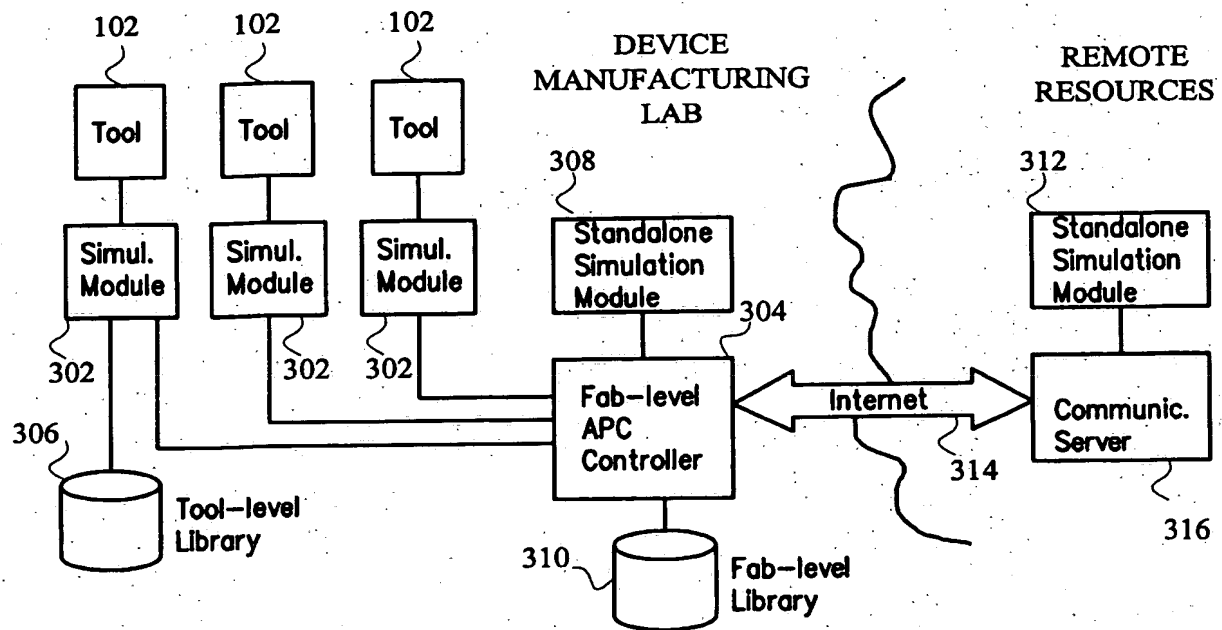 102
102
102
DEVICE
MANUFACTURING
LAB
REMOTE
RESOURCES
Tool
Tool
Tool
308
312
Simul.
Module
Simul.
Module
Simul.
Module
Standalone
Simulation
Module
Standalone
Simulation
Module
304
302
302
302
Fab-level
APC
Controller
Internet
Communic.
Server
306
314
Tool-level
Library
316
310
Fab-level
Library